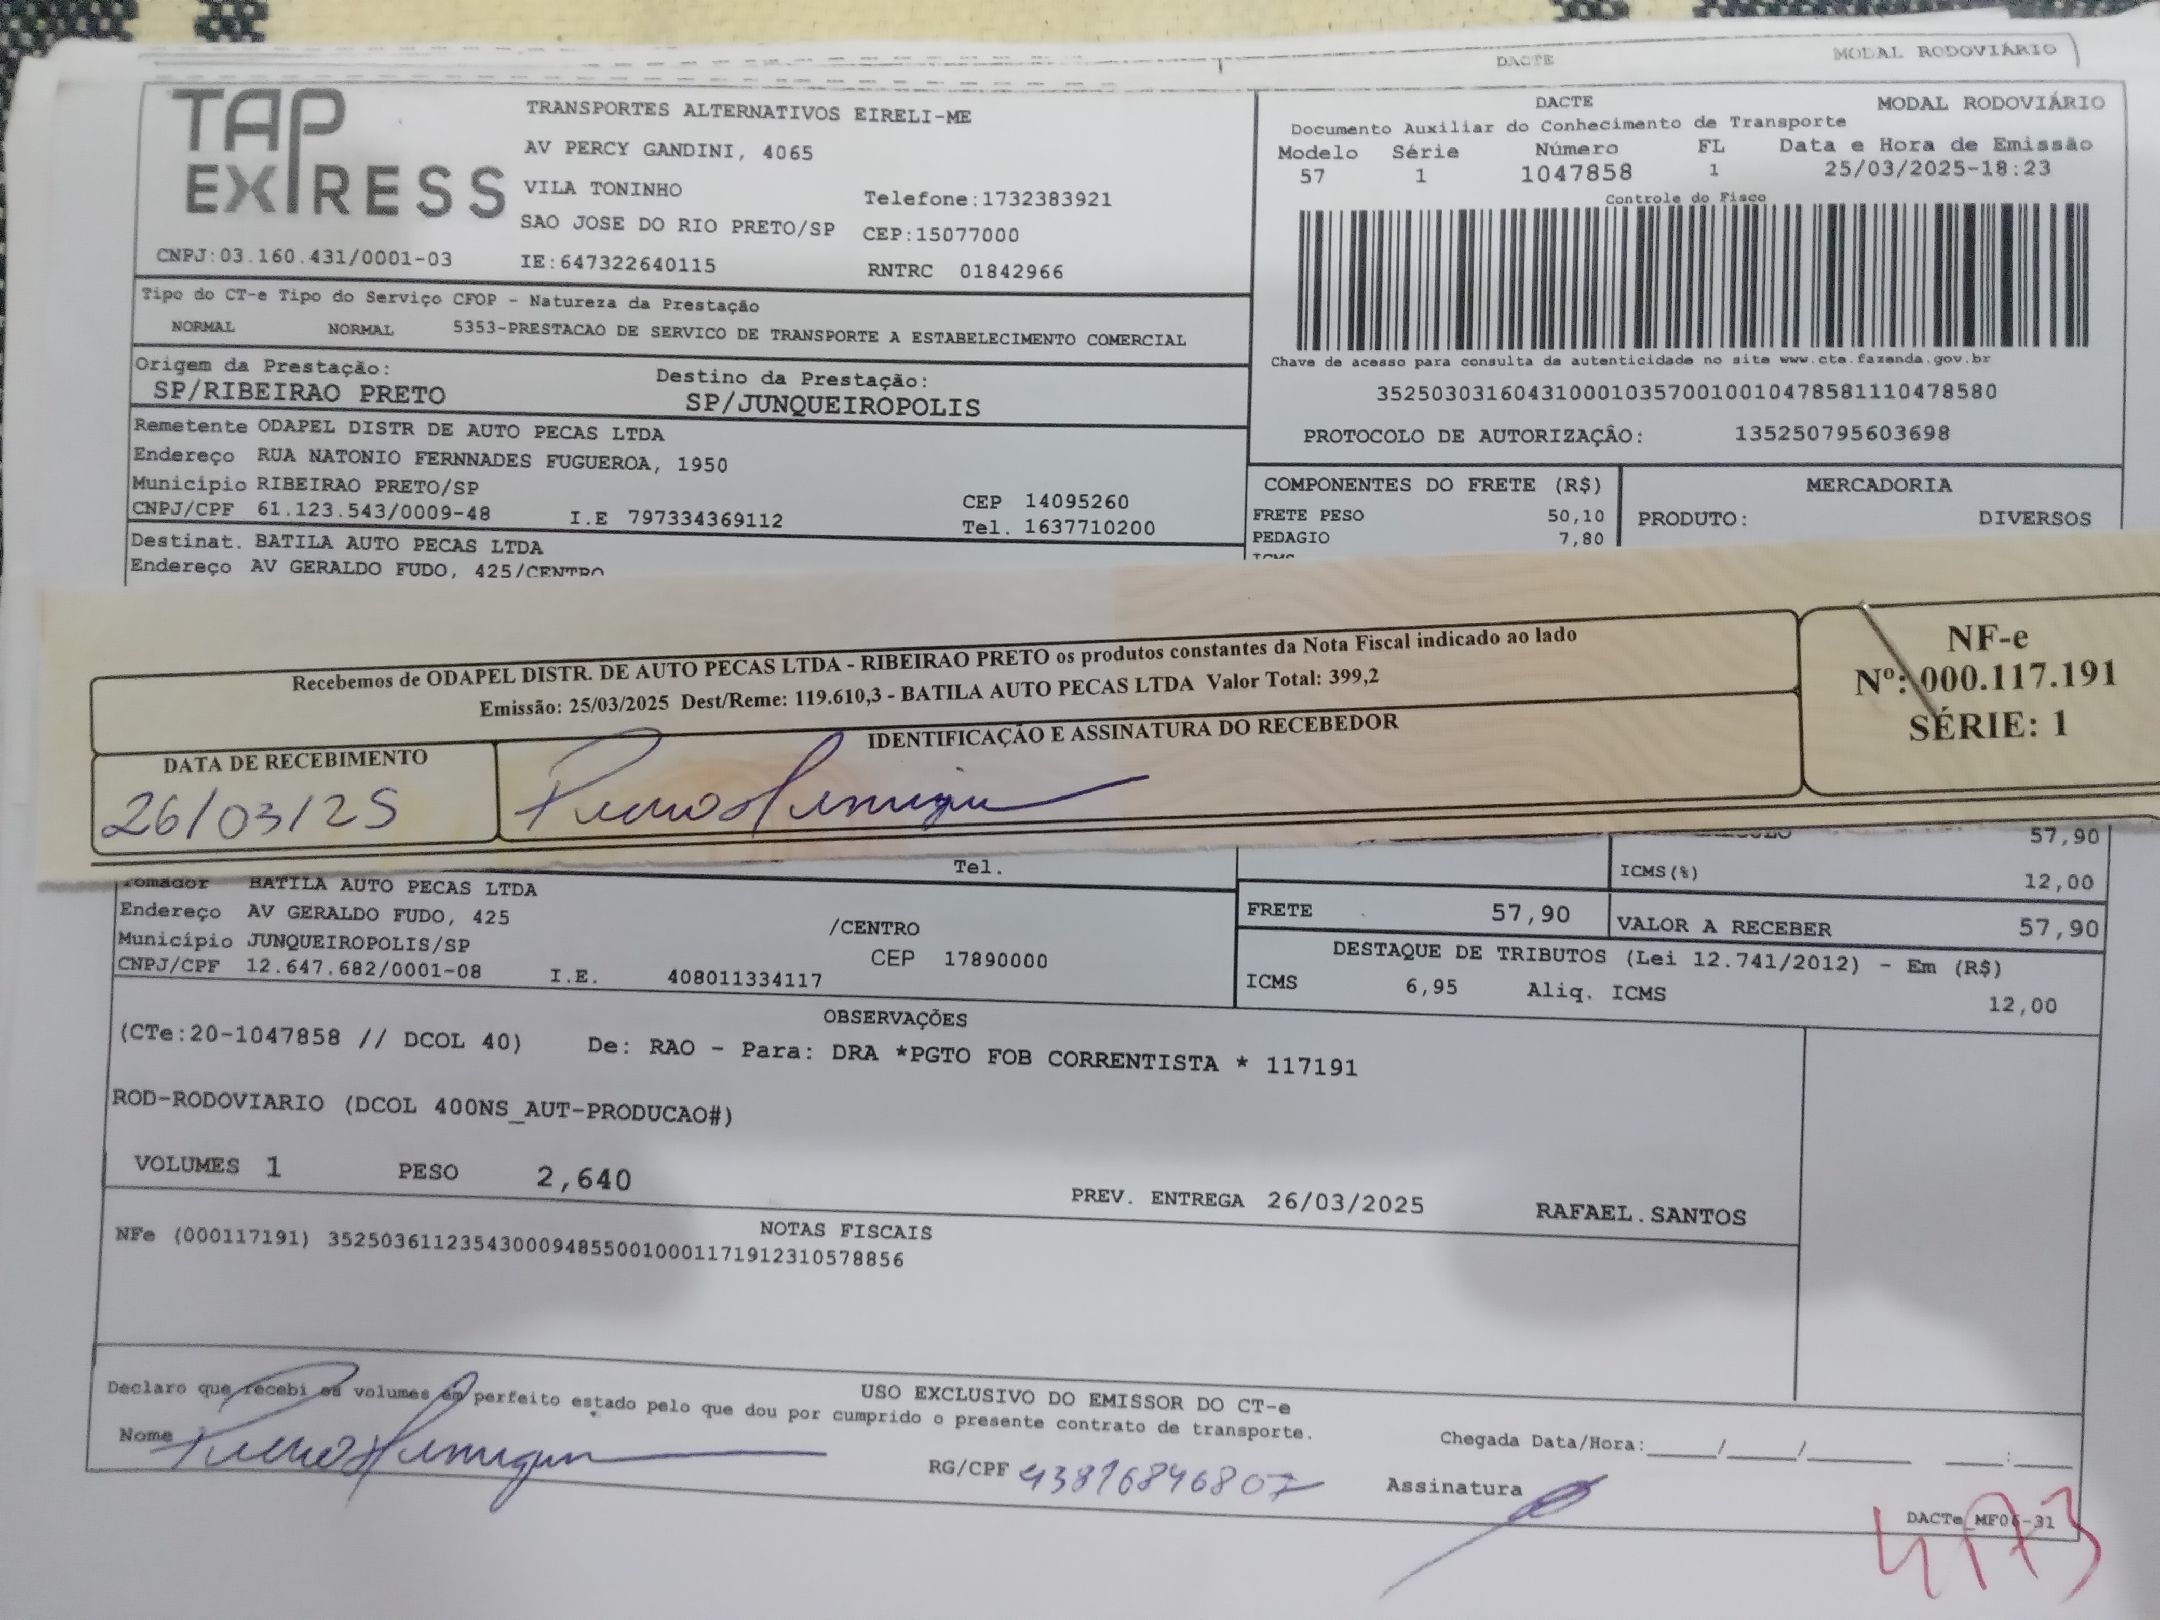 DACTE MODAL RODOVIÁRIO
TAP EXPRESS
TRANSPORTES ALTERNATIVOS EIRELI-ME
AV PERCY GANDINI, 4065
VILA TONINHO Telefone:1732383921
SAO JOSE DO RIO PRETO/SP CEP:15077000
CNPJ:03.160.431/0001-03 IE:647322640115 RNTRC 01842966
DACTE MODAL RODOVIÁRIO
Documento Auxiliar do Conhecimento de Transporte
Modelo Série Número FL Data e Hora de Emissão
57 1 1047858 1 25/03/2025-18:23
Controle do Fisco
Chave de acesso para consulta da autenticidade no site www.cte.fazenda.gov.br
35250303160431000103570010010478581110478580
PROTOCOLO DE AUTORIZAÇÃO: 135250795603698
Tipo do CT-e Tipo do Serviço CFOP - Natureza da Prestação
NORMAL NORMAL 5353-PRESTACAO DE SERVICO DE TRANSPORTE A ESTABELECIMENTO COMERCIAL
Origem da Prestação: Destino da Prestação:
SP/RIBEIRAO PRETO SP/JUNQUEIROPOLIS
Remetente ODAPEL DISTR DE AUTO PECAS LTDA
Endereço RUA NATONIO FERNNADES FUGUEROA, 1950
Município RIBEIRAO PRETO/SP CEP 14095260
CNPJ/CPF 61.123.543/0009-48 I.E 797334369112 Tel. 1637710200
Destinat. BATILA AUTO PECAS LTDA
Endereço AV GERALDO FUDO, 425/CENTRO
COMPONENTES DO FRETE (R$) MERCADORIA
FRETE PESO 50,10 PRODUTO: DIVERSOS
PEDAGIO 7,80
ICMS
Recebemos de ODAPEL DISTR. DE AUTO PECAS LTDA - RIBEIRAO PRETO os produtos constantes da Nota Fiscal indicado ao lado
Emissão: 25/03/2025 Dest/Reme: 119.610,3 - BATILA AUTO PECAS LTDA Valor Total: 399,2
NF-e
Nº: 000.117.191
SÉRIE: 1
DATA DE RECEBIMENTO IDENTIFICAÇÃO E ASSINATURA DO RECEBEDOR
26/03/25
57,90
Tel. ICMS(%) 12,00
Tomador BATILA AUTO PECAS LTDA
Endereço AV GERALDO FUDO, 425 /CENTRO
Município JUNQUEIROPOLIS/SP CEP 17890000
CNPJ/CPF 12.647.682/0001-08 I.E. 408011334117
FRETE 57,90 VALOR A RECEBER 57,90
DESTAQUE DE TRIBUTOS (Lei 12.741/2012) - Em (R$)
ICMS 6,95 Aliq. ICMS 12,00
OBSERVAÇÕES
(CTe:20-1047858 // DCOL 40) De: RAO - Para: DRA *PGTO FOB CORRENTISTA * 117191
ROD-RODOVIARIO (DCOL 400NS_AUT-PRODUCAO#)
VOLUMES 1 PESO 2,640 PREV. ENTREGA 26/03/2025 RAFAEL.SANTOS
NOTAS FISCAIS
NFe (000117191) 35250361123543000948550010001171912310578856
USO EXCLUSIVO DO EMISSOR DO CT-e
Declaro que recebi os volumes em perfeito estado pelo que dou por cumprido o presente contrato de transporte.
Nome RG/CPF 43816846807 Assinatura Chegada Data/Hora:____/____/______ ____:____
DACTe_MF06-31